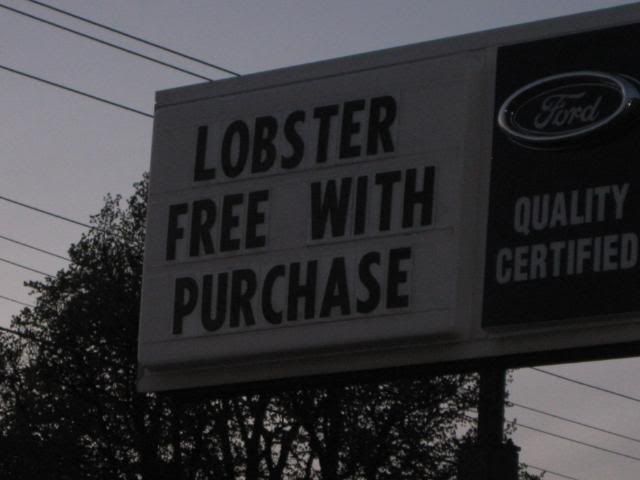 LOBSTER
FREE WITH
PURCHASE
Ford
QUALITY
CERTIFIED